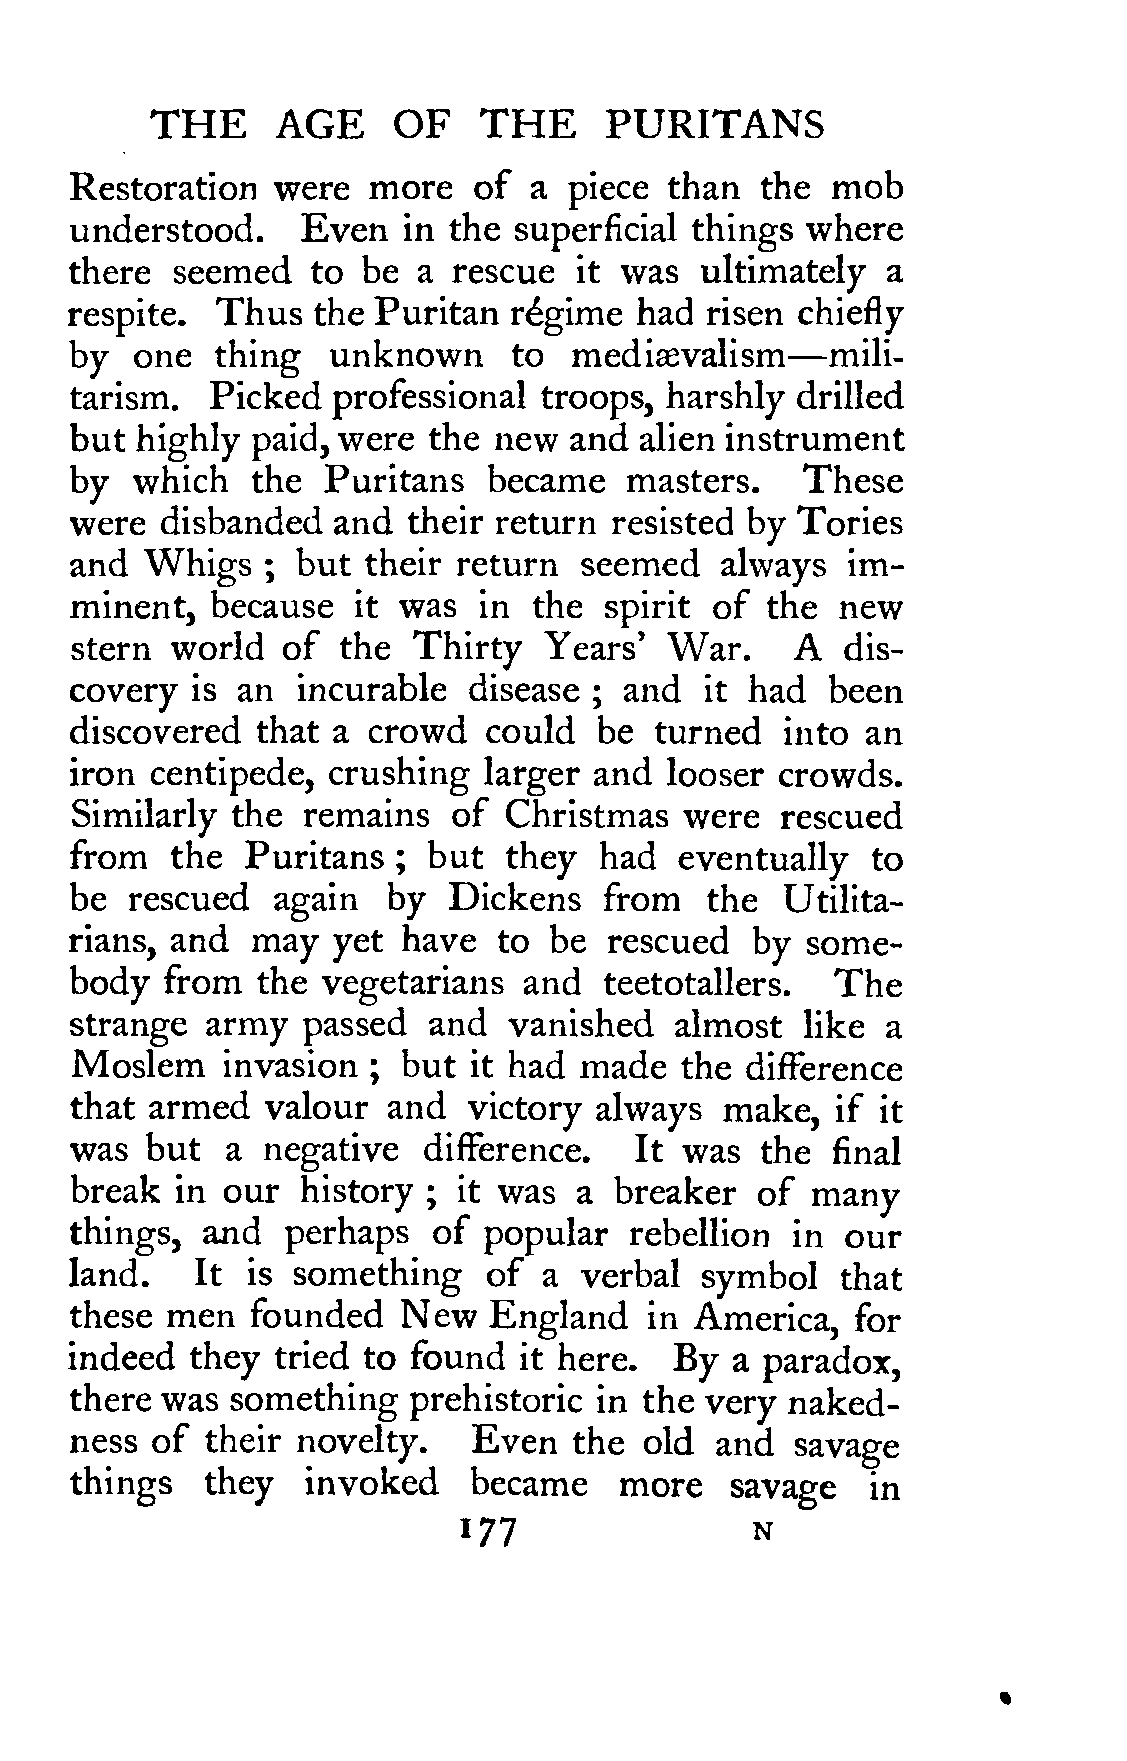 THE AGE OF THE PURITANS
Restoration were more of a piece than the mob
understood. Even in the superficial things where
there seemed to be a rescue it was ultimately a
respite. Thus the Puritan régime had risen chiefly
by one thing unknown to mediævalism—mili-
tarism. Picked professional troops, harshly drilled
but highly paid, were the new and alien instrument
by which the Puritans became masters. These
were disbanded and their return resisted by Tories
and Whigs ; but their return seemed always im-
minent, because it was in the spirit of the new
stern world of the Thirty Years' War. A dis-
covery is an incurable disease ; and it had been
discovered that a crowd could be turned into an
iron centipede, crushing larger and looser crowds.
Similarly the remains of Christmas were rescued
from the Puritans ; but they had eventually to
be rescued again by Dickens from the Utilita-
rians, and may yet have to be rescued by some-
body from the vegetarians and teetotallers. The
strange army passed and vanished almost like a
Moslem invasion ; but it had made the difference
that armed valour and victory always make, if it
was but a negative difference. It was the final
break in our history ; it was a breaker of many
things, and perhaps of popular rebellion in our
land. It is something of a verbal symbol that
these men founded New England in America, for
indeed they tried to found it here. By a paradox,
there was something prehistoric in the very naked-
ness of their novelty. Even the old and savage
things they invoked became more savage in
177 N